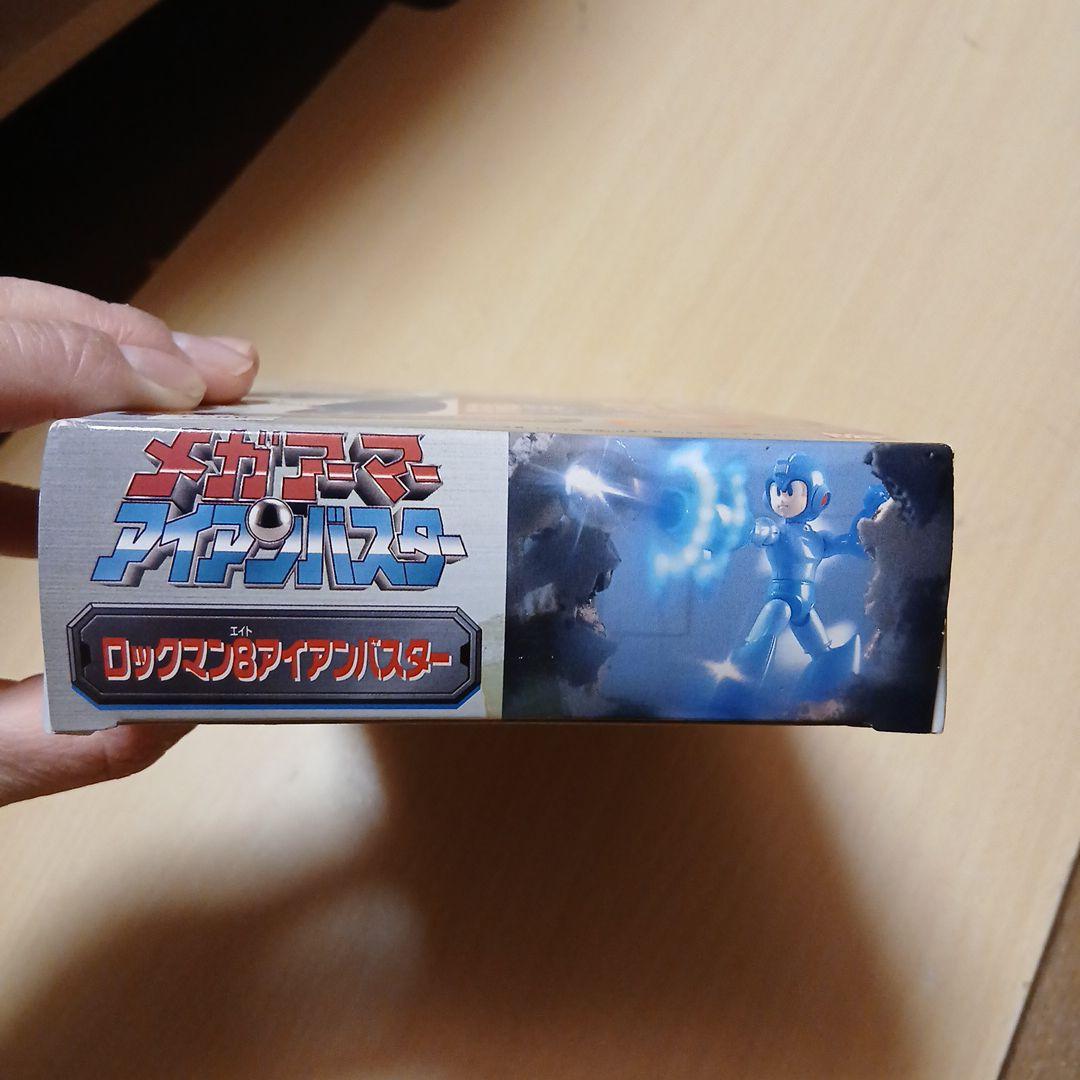 メガアーマー
アイアンバスター
エイト
ロックマン8アイアンバスター